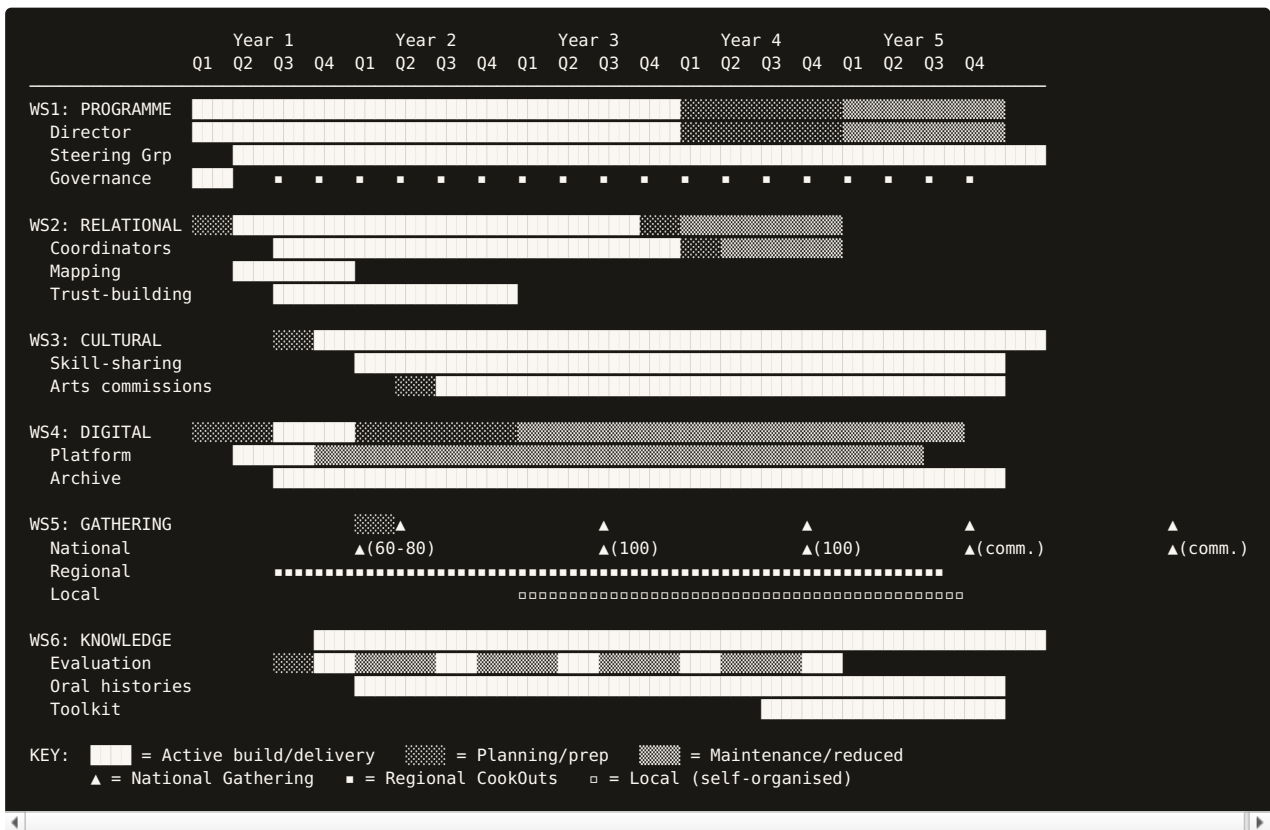 Year 1 Year 2 Year 3 Year 4 Year 5
Q1 Q2 Q3 Q4 Q1 Q2 Q3 Q4 Q1 Q2 Q3 Q4 Q1 Q2 Q3 Q4 Q1 Q2 Q3 Q4
WS1: PROGRAMME
Director
Steering Grp
Governance
WS2: RELATIONAL
Coordinators
Mapping
Trust-building
WS3: CULTURAL
Skill-sharing
Arts commissions
WS4: DIGITAL
Platform
Archive
WS5: GATHERING
National ▲(60-80) ▲(100) ▲(100) ▲(comm.) ▲(comm.)
Regional
Local
WS6: KNOWLEDGE
Evaluation
Oral histories
Toolkit
KEY: = Active build/delivery = Planning/prep = Maintenance/reduced
▲ = National Gathering ▪ = Regional CookOuts ▫ = Local (self-organised)